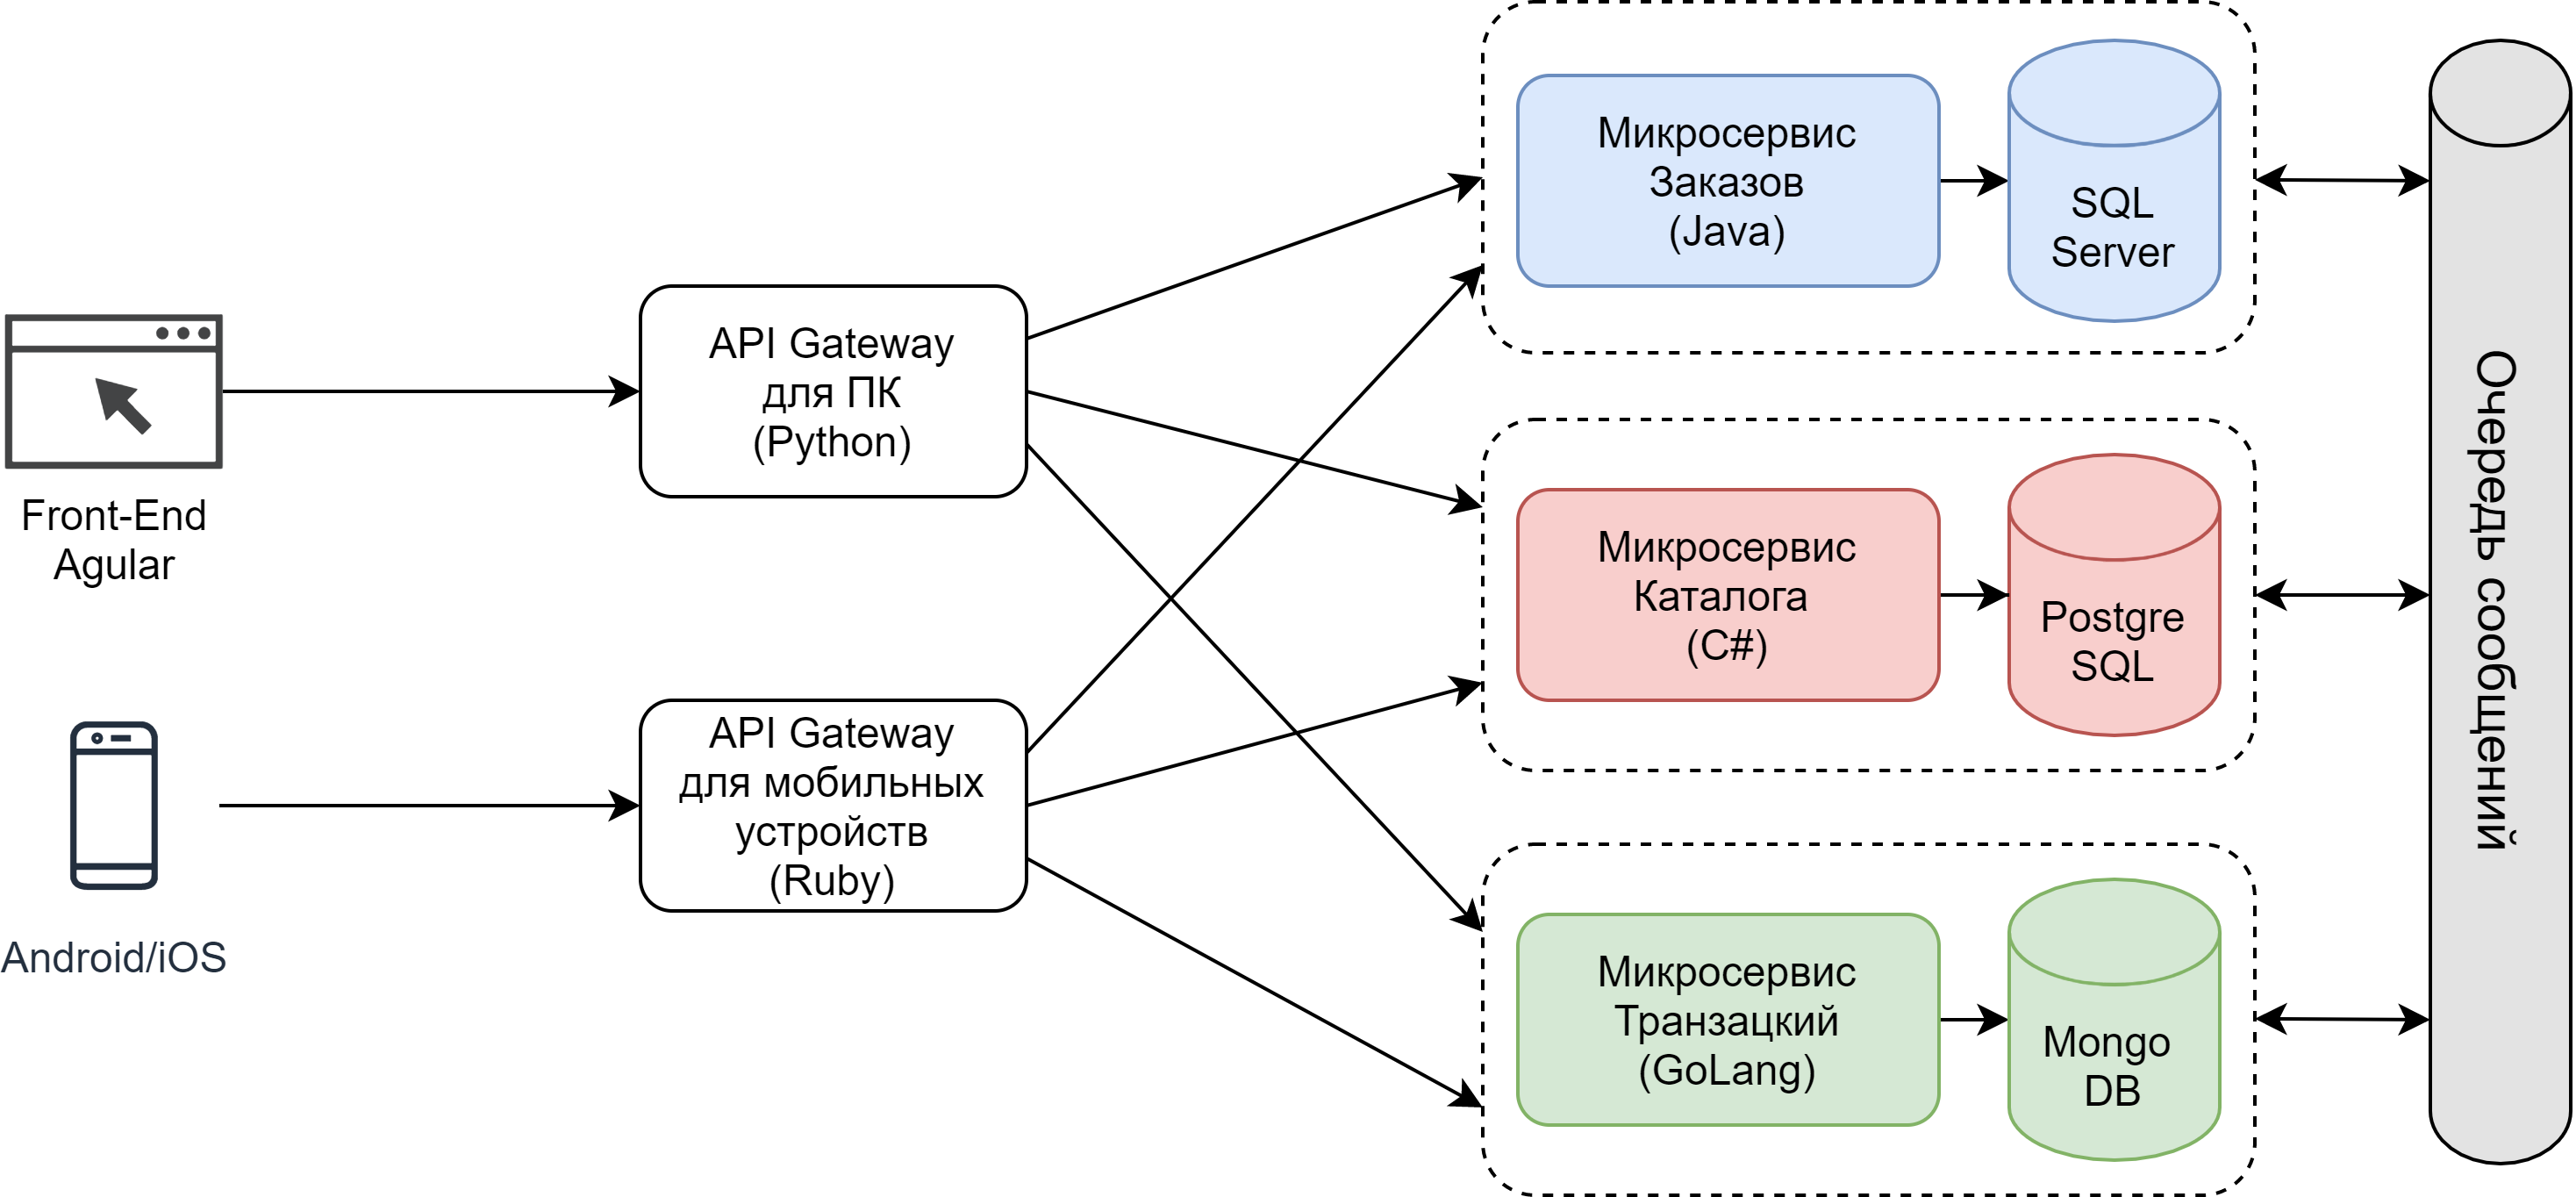 Front-End
Agular
Android/iOS
API Gateway
для ПК
(Python)
API Gateway
для мобильных
устройств
(Ruby)
Микросервис
Заказов
(Java)
SQL
Server
Микросервис
Каталога
(C#)
Postgre
SQL
Микросервис
Транзацкий
(GoLang)
Mongo
DB
Очередь сообщений